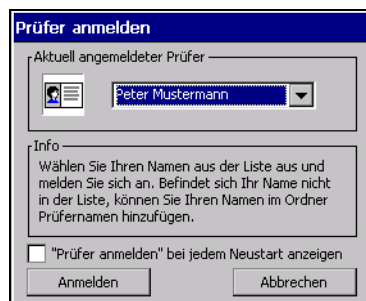 Prüfer anmelden
Aktuell angemeldeter Prüfer
Peter Mustermann
Info
Wählen Sie Ihren Namen aus der Liste aus und
melden Sie sich an. Befindet sich Ihr Name nicht
in der Liste, können Sie Ihren Namen im Ordner
Prüfernamen hinzufügen.
"Prüfer anmelden" bei jedem Neustart anzeigen
Anmelden
Abbrechen